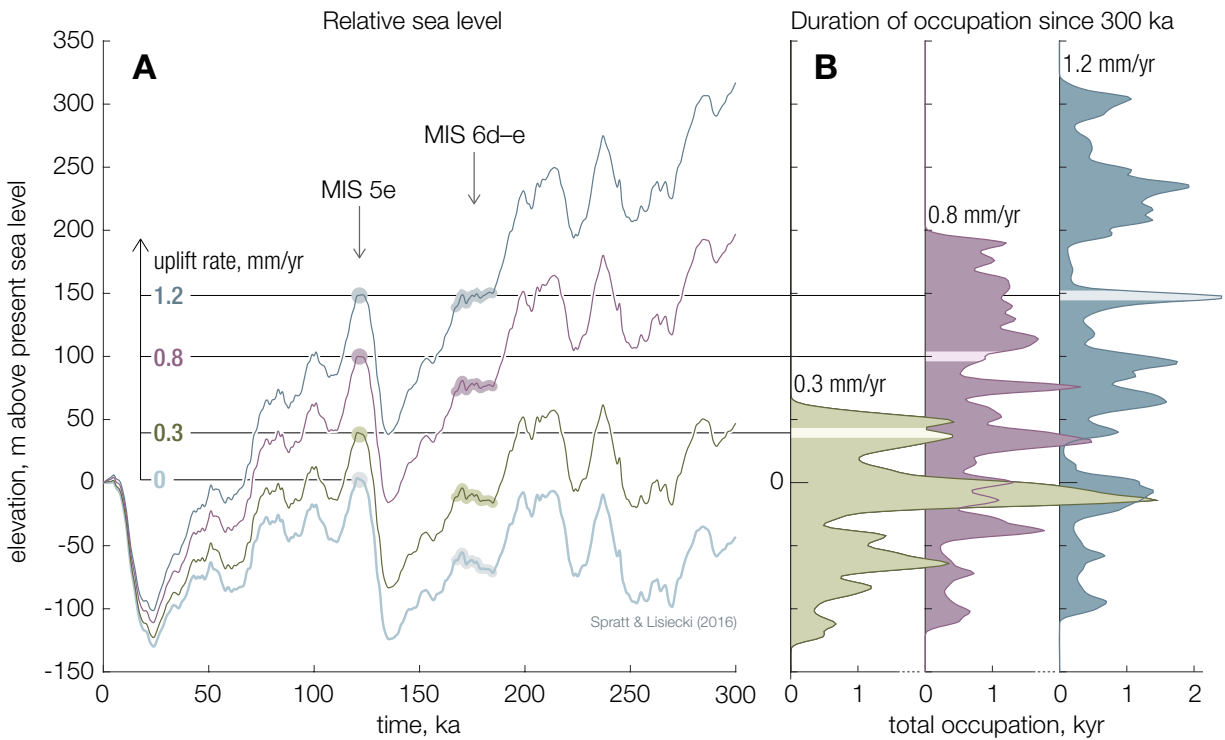 Relative sea level
Duration of occupation since 300 ka
A
B
elevation, m above present sea level
350
300
250
200
150
100
50
0
-50
-100
-150
MIS 5e
MIS 6d–e
uplift rate, mm/yr
1.2
0.8
0.3
0
Spratt & Lisiecki (2016)
0 50 100 150 200 250 300
time, ka
1.2 mm/yr
0.8 mm/yr
0.3 mm/yr
0
0 1 0 1 0 1 2
total occupation, kyr